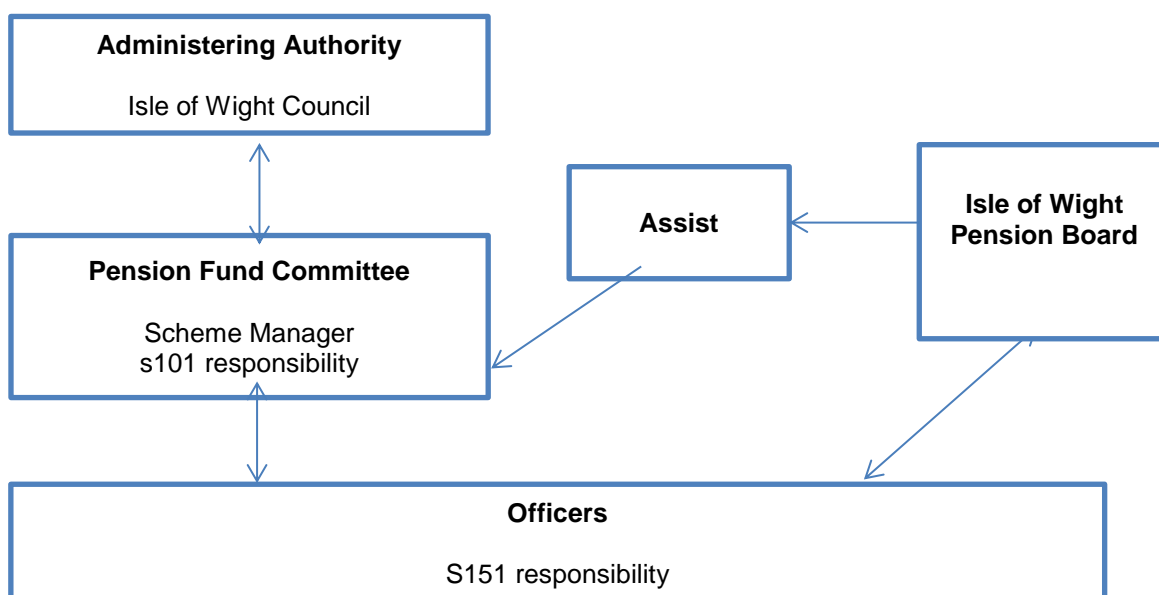 Administering Authority
Isle of Wight Council
Pension Fund Committee
Scheme Manager
s101 responsibility
Assist
Isle of Wight
Pension Board
Officers
S151 responsibility